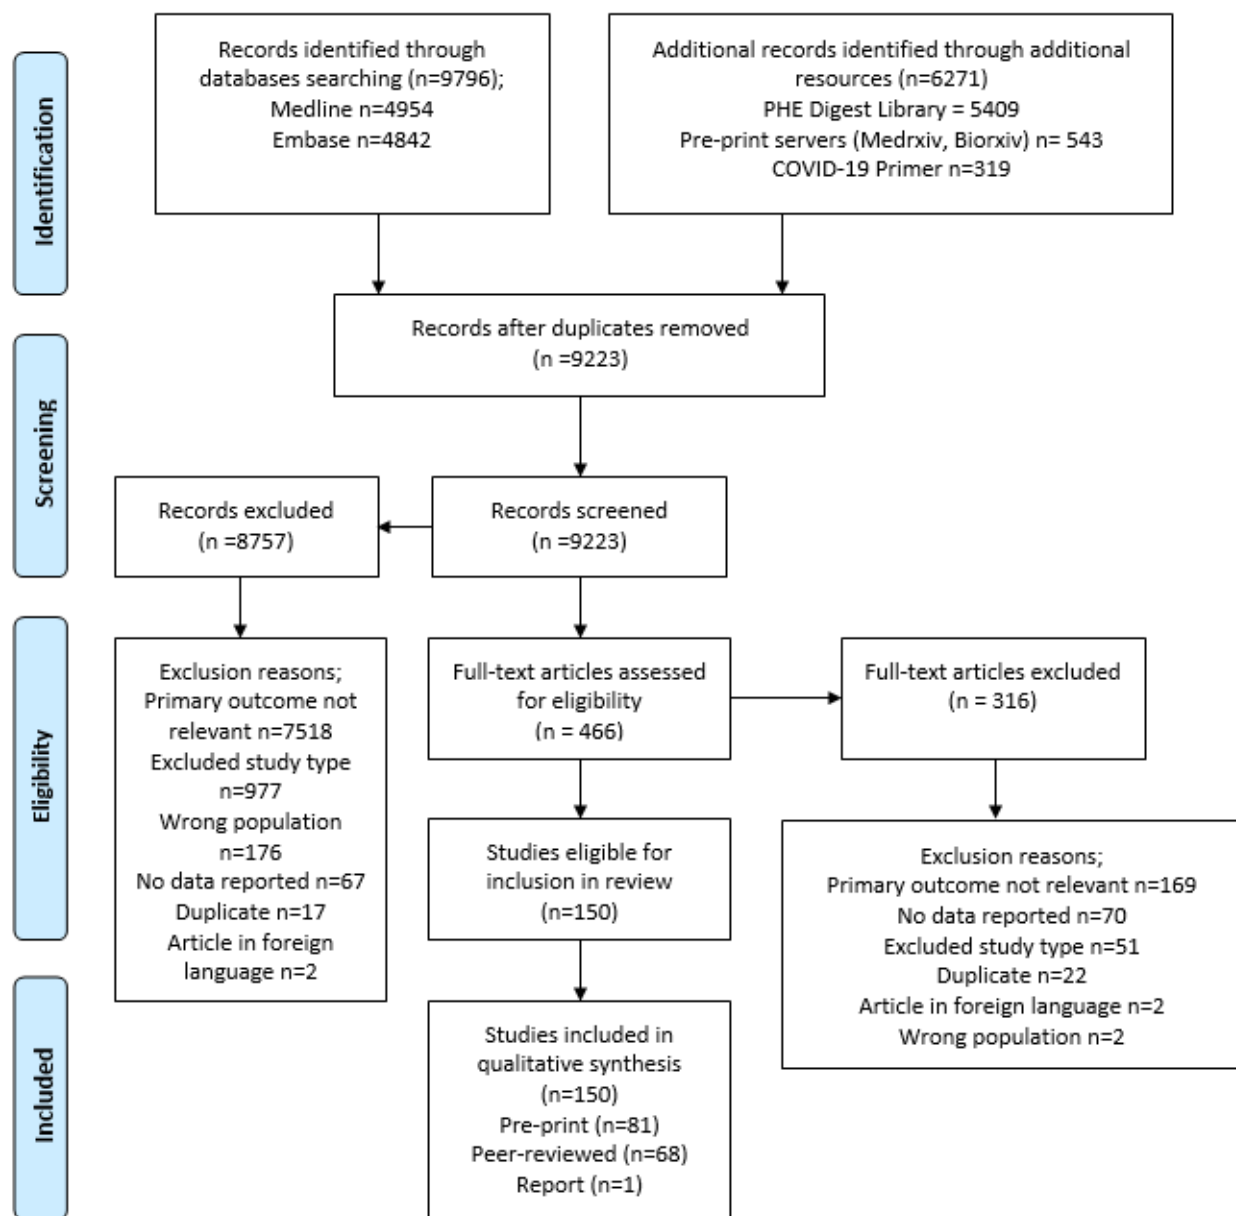 Identification
Records identified through
databases searching (n=9796);
Medline n=4954
Embase n=4842
Additional records identified through additional
resources (n=6271)
PHE Digest Library = 5409
Pre-print servers (Medrxiv, Biorxiv) n= 543
COVID-19 Primer n=319
Screening
Records after duplicates removed
(n =9223)
Records excluded
(n =8757)
Records screened
(n =9223)
Eligibility
Exclusion reasons;
Primary outcome not
relevant n=7518
Excluded study type
n=977
Wrong population
n=176
No data reported n=67
Duplicate n=17
Article in foreign
language n=2
Full-text articles assessed
for eligibility
(n = 466)
Full-text articles excluded
(n = 316)
Studies eligible for
inclusion in review
(n=150)
Exclusion reasons;
Primary outcome not relevant n=169
No data reported n=70
Excluded study type n=51
Duplicate n=22
Article in foreign language n=2
Wrong population n=2
Included
Studies included in
qualitative synthesis
(n=150)
Pre-print (n=81)
Peer-reviewed (n=68)
Report (n=1)